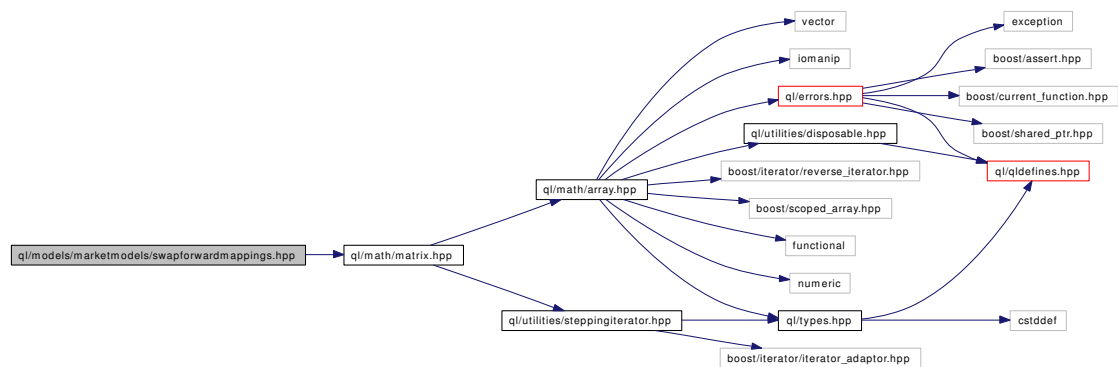 vector
exception
iomanip
boost/assert.hpp
ql/errors.hpp
boost/current_function.hpp
ql/utilities/disposable.hpp
boost/shared_ptr.hpp
boost/iterator/reverse_iterator.hpp
ql/qldefines.hpp
ql/math/array.hpp
boost/scoped_array.hpp
functional
ql/models/marketmodels/swapforwardmappings.hpp
ql/math/matrix.hpp
numeric
ql/utilities/steppingiterator.hpp
ql/types.hpp
cstddef
boost/iterator/iterator_adaptor.hpp